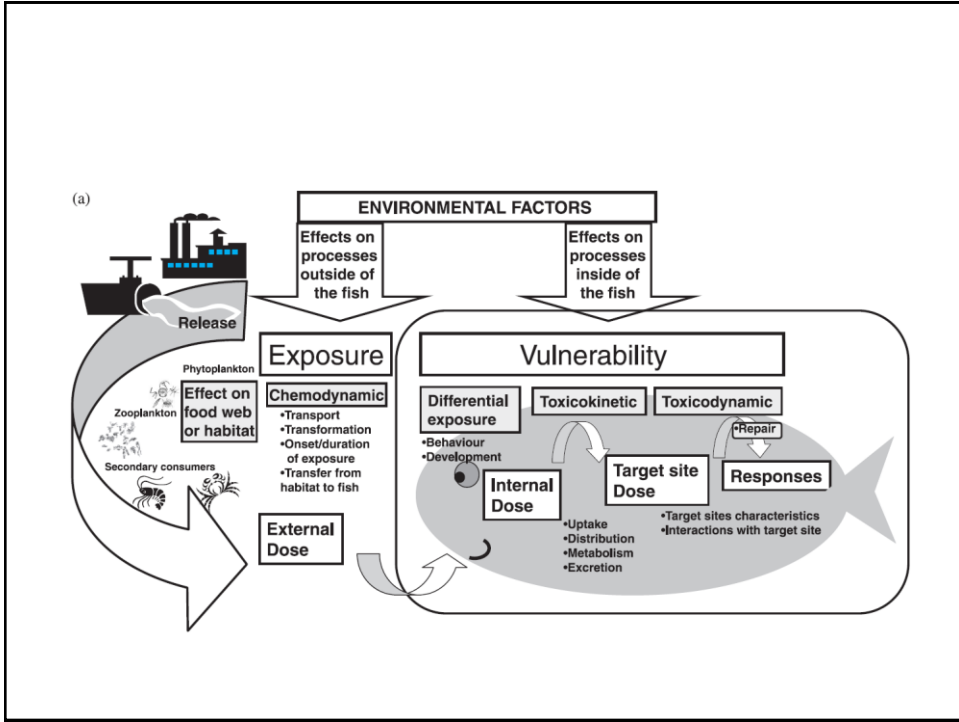 (a)
ENVIRONMENTAL FACTORS
Effects on
processes
outside of
the fish
Effects on
processes
inside of
the fish
Release
Exposure
Vulnerability
Phytoplankton
Effect on
food web
or habitat
Zooplankton
Secondary consumers
Chemodynamic
•Transport
•Transformation
•Onset/duration
of exposure
•Transfer from
habitat to fish
External
Dose
Differential
exposure
•Behaviour
•Development
Toxicokinetic
Toxicodynamic
•Repair
Internal
Dose
Target site
Dose
Responses
•Uptake
•Distribution
•Metabolism
•Excretion
•Target sites characteristics
•Interactions with target site